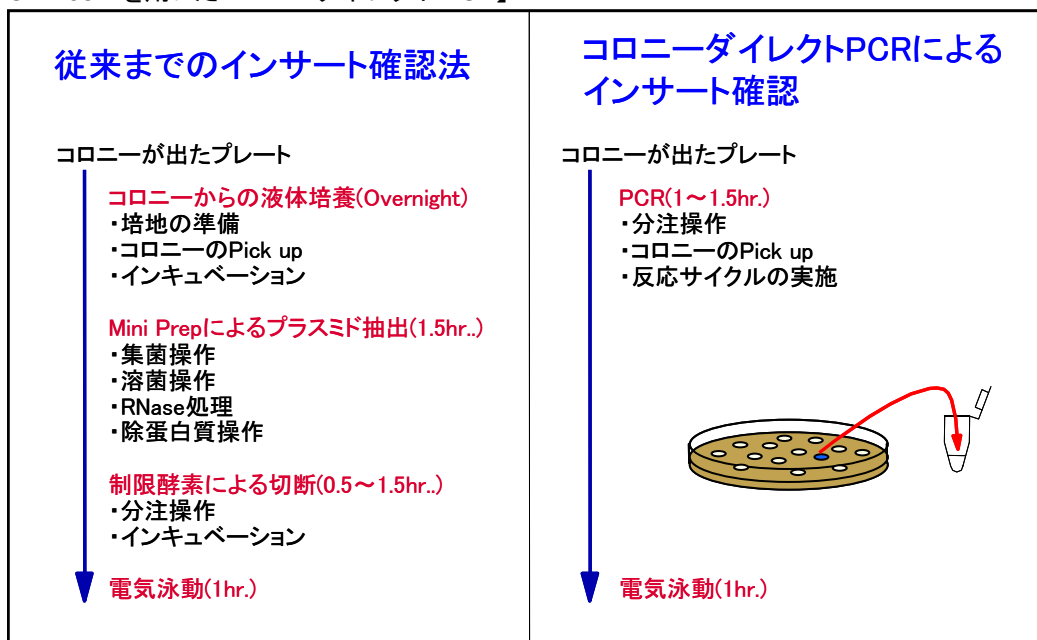 従来までのインサート確認法
コロニーが出たプレート
コロニーからの液体培養(Overnight)
・培地の準備
・コロニーのPick up
・インキュベーション
Mini Prepによるプラスミド抽出(1.5hr..)
・集菌操作
・溶菌操作
・RNase処理
・除蛋白質操作
制限酵素による切断(0.5～1.5hr..)
・分注操作
・インキュベーション
電気泳動(1hr.)
コロニーダイレクトPCRによる
インサート確認
コロニーが出たプレート
PCR(1～1.5hr.)
・分注操作
・コロニーのPick up
・反応サイクルの実施
電気泳動(1hr.)